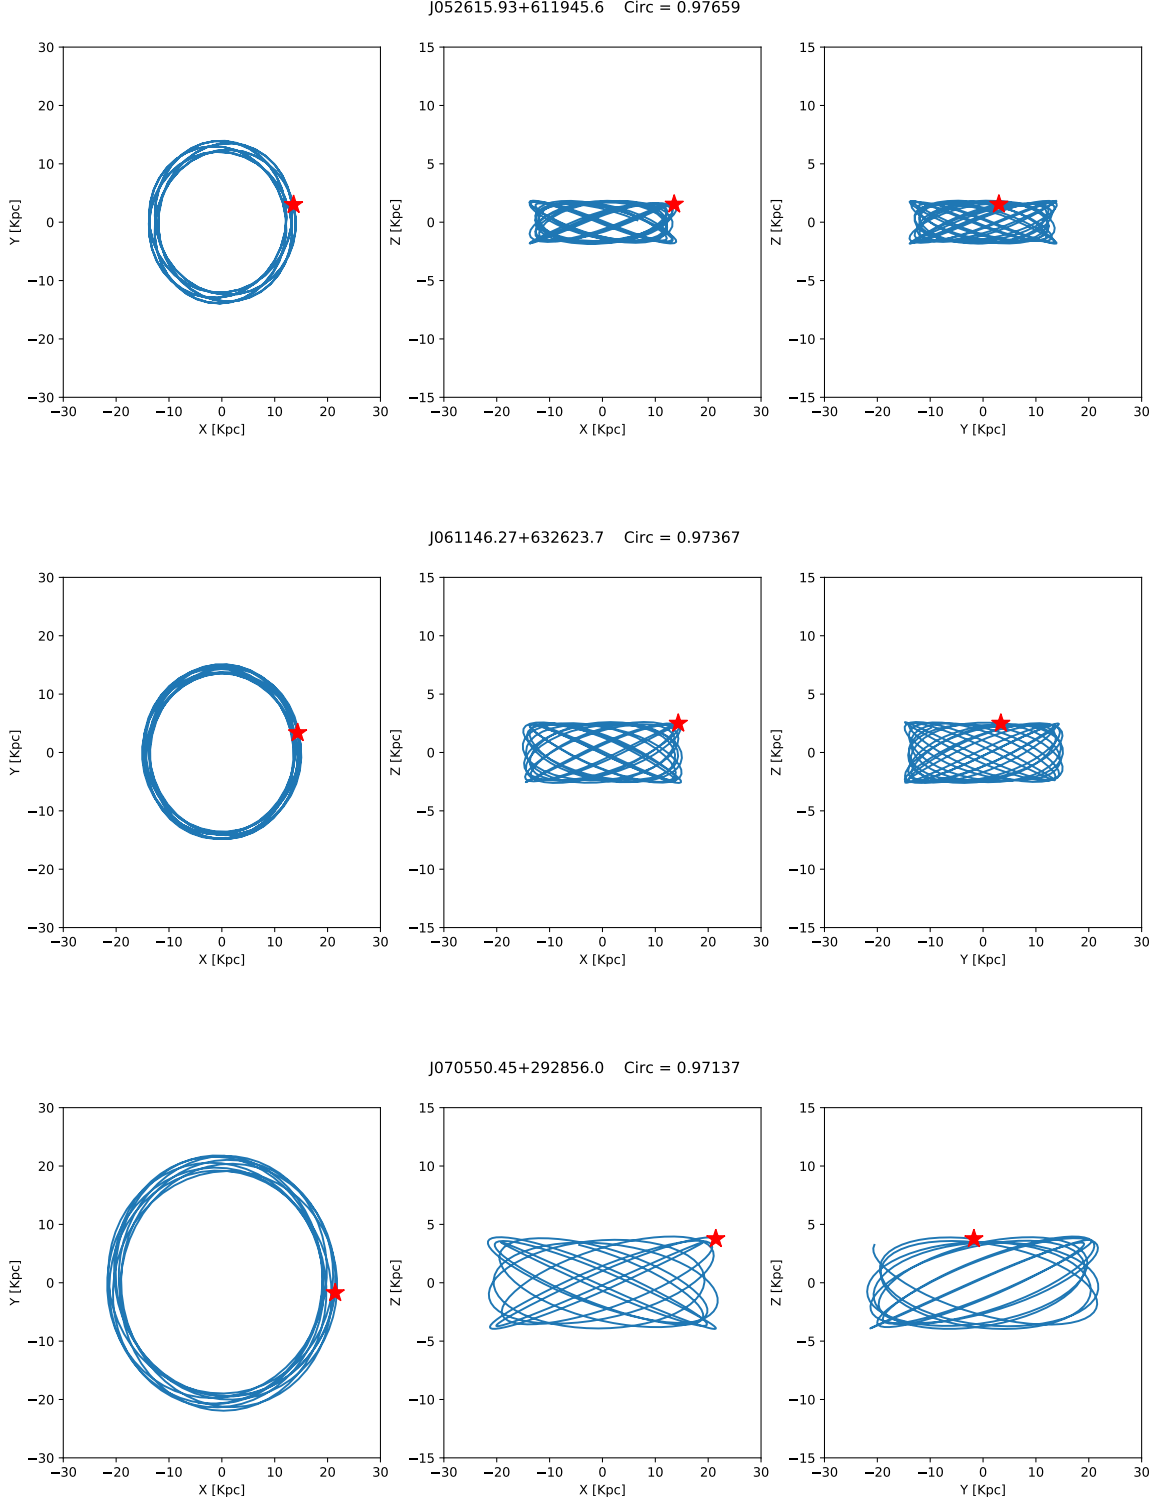 J052615.93+611945.6 Circ = 0.97659
30 15 15
20 10 10
10 5 5
Y [Kpc] 0 Z [Kpc] 0 Z [Kpc] 0
−10 −5 −5
−20 −10 −10
−30 −15 −15
−30 −20 −10 0 10 20 30 −30 −20 −10 0 10 20 30 −30 −20 −10 0 10 20 30
X [Kpc] X [Kpc] Y [Kpc]
J061146.27+632623.7 Circ = 0.97367
30 15 15
20 10 10
10 5 5
Y [Kpc] 0 Z [Kpc] 0 Z [Kpc] 0
−10 −5 −5
−20 −10 −10
−30 −15 −15
−30 −20 −10 0 10 20 30 −30 −20 −10 0 10 20 30 −30 −20 −10 0 10 20 30
X [Kpc] X [Kpc] Y [Kpc]
J070550.45+292856.0 Circ = 0.97137
30 15 15
20 10 10
10 5 5
Y [Kpc] 0 Z [Kpc] 0 Z [Kpc] 0
−10 −5 −5
−20 −10 −10
−30 −15 −15
−30 −20 −10 0 10 20 30 −30 −20 −10 0 10 20 30 −30 −20 −10 0 10 20 30
X [Kpc] X [Kpc] Y [Kpc]